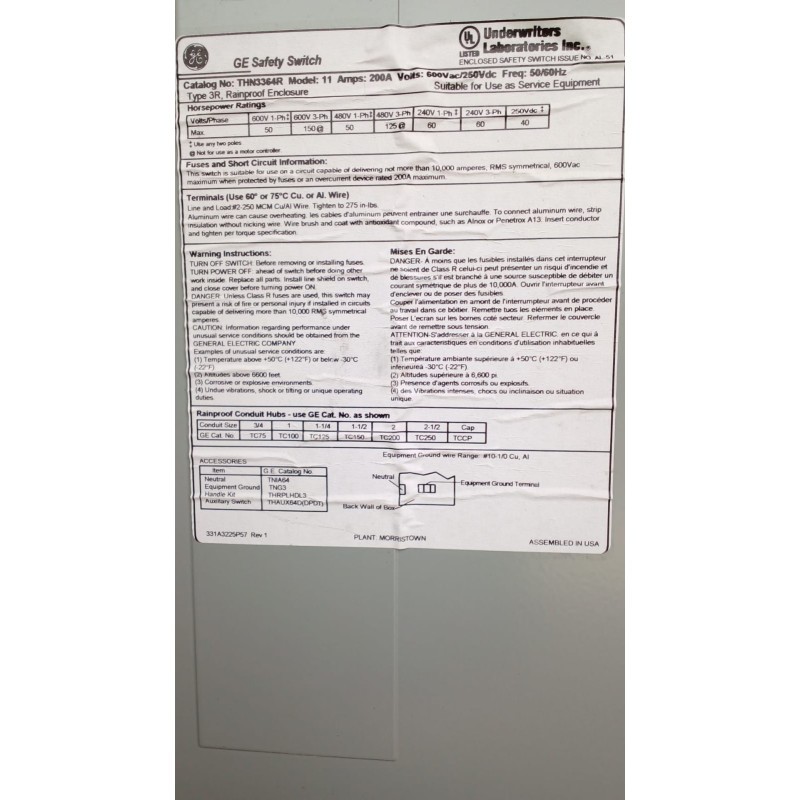 GE
GE Safety Switch
UL
LISTED
Underwriters
Laboratories Inc.
ENCLOSED SAFETY SWITCH ISSUE NO. AL 51
Catalog No: THN3364R Model: 11 Amps: 200A Volts: 600Vac/250Vdc Freq: 50/60Hz
Type 3R, Rainproof Enclosure Suitable for Use as Service Equipment
Horsepower Ratings
Volts/Phase 600V 1-Ph‡ 600V 3-Ph 480V 1-Ph‡ 480V 3-Ph 240V 1-Ph‡ 240V 3-Ph 250Vdc ‡
Max 50 150@ 50 125@ 60 60 40
‡ Use any two poles
@ Not for use as a motor controller
Fuses and Short Circuit Information:
This switch is suitable for use on a circuit capable of delivering not more than 10,000 amperes, RMS symmetrical, 600Vac
maximum when protected by fuses or an overcurrent device rated 200A maximum.
Terminals (Use 60° or 75°C Cu. or Al. Wire)
Line and Load #2-250 MCM Cu/Al Wire. Tighten to 275 in-lbs.
Aluminum wire can cause overheating. les cables d'aluminum peuvent entrainer une surchauffe. To connect aluminum wire, strip
insulation without nicking wire. Wire brush and coat with antioxidant compound, such as Alnox or Penetrox A13. Insert conductor
and tighten per torque specification.
Warning Instructions:
TURN OFF SWITCH: Before removing or installing fuses.
TURN POWER OFF: ahead of switch before doing other
work inside. Replace all parts. Install line shield on switch,
and close cover before turning power ON.
DANGER: Unless Class R fuses are used, this switch may
present a risk of fire or personal injury if installed in circuits
capable of delivering more than 10,000 RMS symmetrical
amperes.
CAUTION: Information regarding performance under
unusual service conditions should be obtained from the
GENERAL ELECTRIC COMPANY
Examples of unusual service conditions are:
(1) Temperature above +50°C (+122°F) or below -30°C
(-22°F)
(2) Altitudes above 6600 feet.
(3) Corrosive or explosive environments.
(4) Undue vibrations, shock or tilting or unique operating
duties.
Mises En Garde:
DANGER- A moins que les fusibles installés dans cet interrupteur
ne soient de Class R celui-ci peut présenter un risqui d'incendie et
de blessures s'il est branché à une source susceptible de débiter un
courant symétrique de plus de 10,000A. Ouvrir l'interrupteur avant
d'enclever ou de poser des fusibles
Couper l'alimentation en amont de l'interrupteur avant de procéder
au travail dans ce boîtier. Remettre tuos les elements en place.
Poser L'ecran sur les bornes coté secteur. Refermer le couvercle
avant de remettre sous tension.
ATTENTION-S'addresser à la GENERAL ELECTRIC. en ce qui à
trait aux caracteristiques en conditions d'utilisation inhabituelles
telles que
(1) Température ambiante supérieure à +50°C (+122°F) ou
inférieurea -30°C (-22°F)
(2) Altitudes supérieure à 6,600 pi.
(3) Presence d'agents corrosifs ou explosifs.
(4) des Vibrations intenses, chocs ou inclinaison ou situation
unique.
Rainproof Conduit Hubs - use GE Cat. No. as shown
Conduit Size 3/4 1 1-1/4 1-1/2 2 2-1/2 Cap
GE Cat. No. TC75 TC100 TC125 TC150 TC200 TC250 TCCP
Equipment Ground wire Range: #10-1/0 Cu, Al
ACCESSORIES
Item G.E. Catalog No.
Neutral TNIA64
Equipment Ground TNG3
Handle Kit THRPLHDL3
Auxiliary Switch THAUX64D(DPDT)
Neutral
Equipment Ground Terminal
Back Wall of Box
331A3225P57 Rev 1
PLANT: MORRISTOWN
ASSEMBLED IN USA